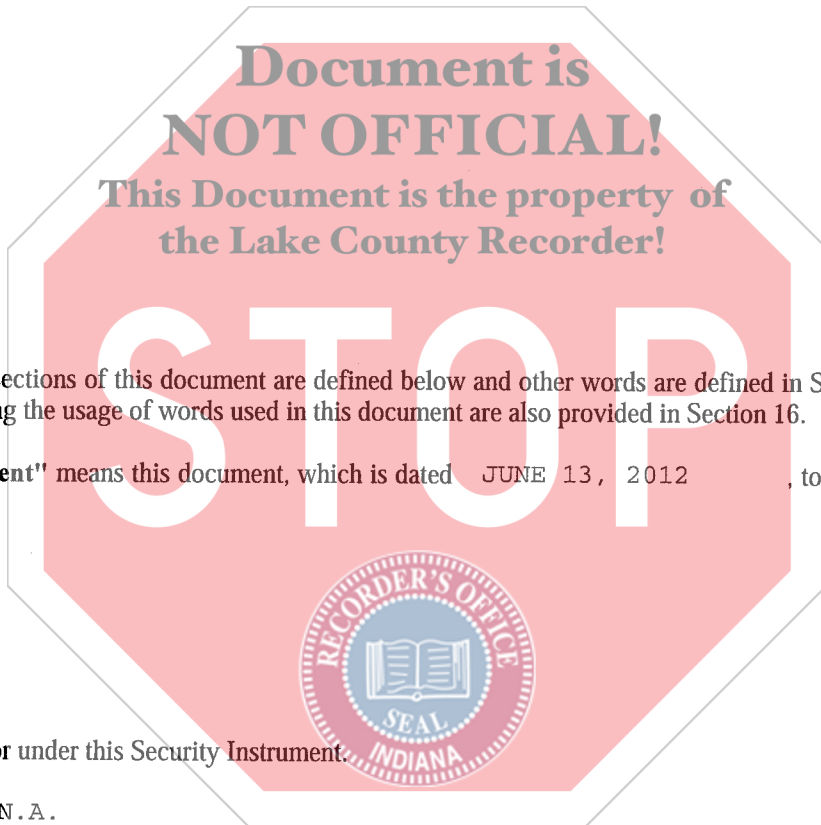 Document is
NOT OFFICIAL!
This Document is the property of
the Lake County Recorder!
STOP
ections of this document are defined below and other words are defined in S
g the usage of words used in this document are also provided in Section 16.
ent" means this document, which is dated JUNE 13, 2012 , to
RECORDER'S OFFICE
SEAL
INDIANA
r under this Security Instrument.
N.A.